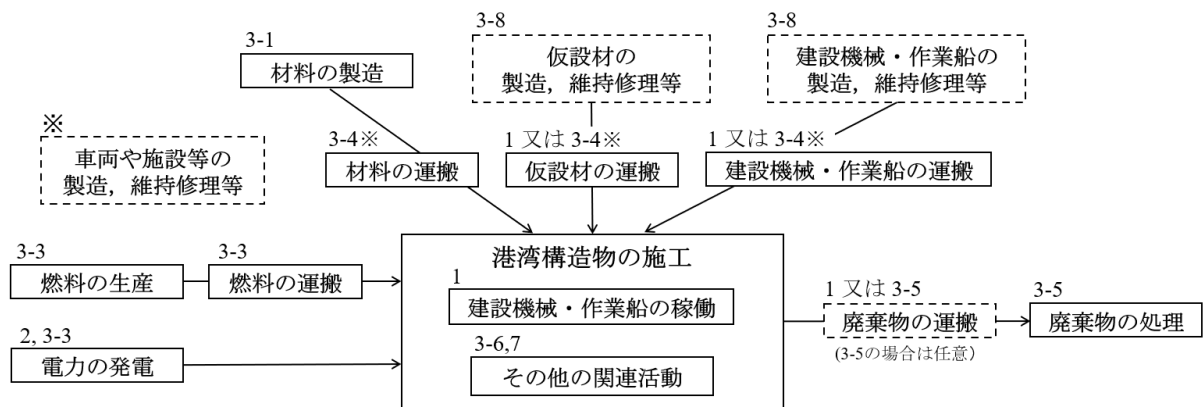 3-1
材料の製造
3-8
仮設材の
製造，維持修理等
3-8
建設機械・作業船の
製造，維持修理等
※
車両や施設等の
製造，維持修理等
3-4※
材料の運搬
1 又は 3-4※
仮設材の運搬
1 又は 3-4※
建設機械・作業船の運搬
3-3
燃料の生産
3-3
燃料の運搬
2, 3-3
電力の発電
港湾構造物の施工
1
建設機械・作業船の稼働
3-6,7
その他の関連活動
1 又は 3-5
廃棄物の運搬
(3-5の場合は任意）
3-5
廃棄物の処理